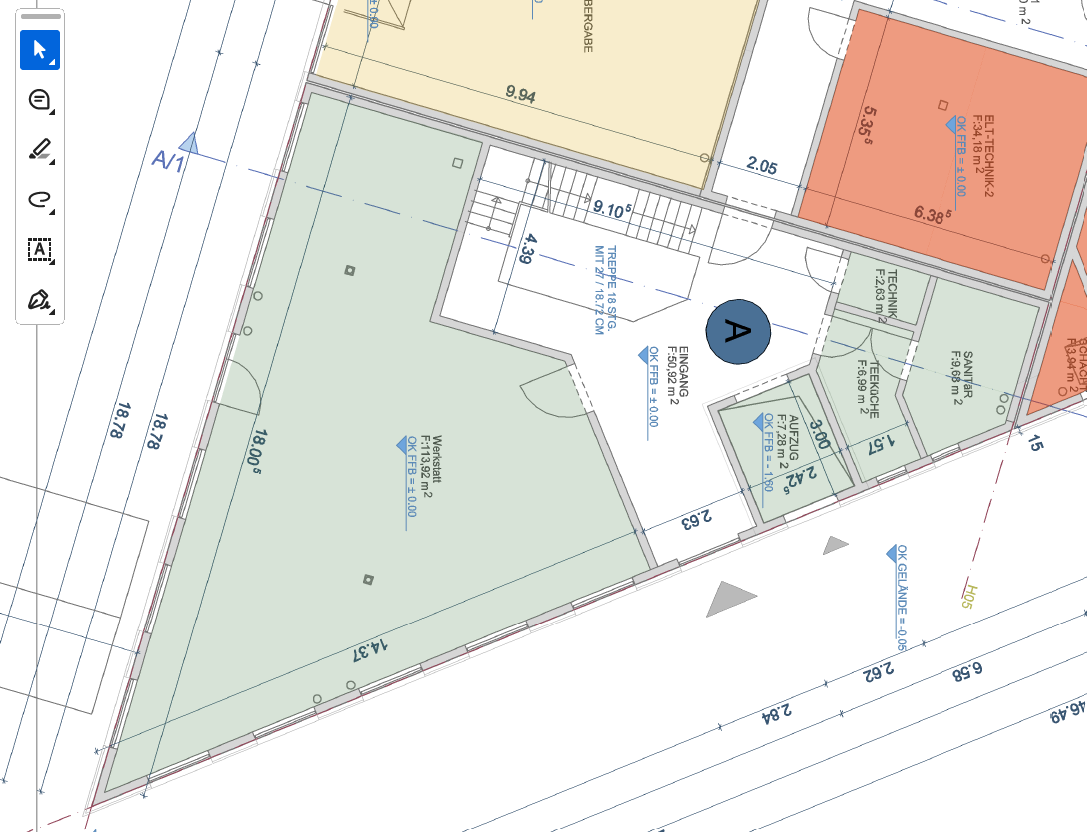 BERGABE
9.94
A/1
2.05
5.35⁵
ELT-TECHNIK-2
F:34,18 m 2
OK FFB = ± 0.00
6.38⁵
9.10⁵
4.39
TREPPE 18 STG.
MIT 27 / 18.72 CM
TECHNIK
F:2,63 m 2
A
EINGANG
F:50,92 m 2
OK FFB = ± 0.00
TEEKüCHE
F:6,99 m 2
SANITäR
F:9,68 m 2
SCHACHT
F:3,94 m 2
AUFZUG
F:7,28 m 2
OK FFB = - 1.60
3.00
2.42⁵
1.57
15
18.78
18.78
18.00⁵
Werkstatt
F:113,92 m 2
OK FFB = ± 0.00
2.63
14.37
OK GELÄNDE = -0.05
H05
2.62
6.58
2.84
46.49